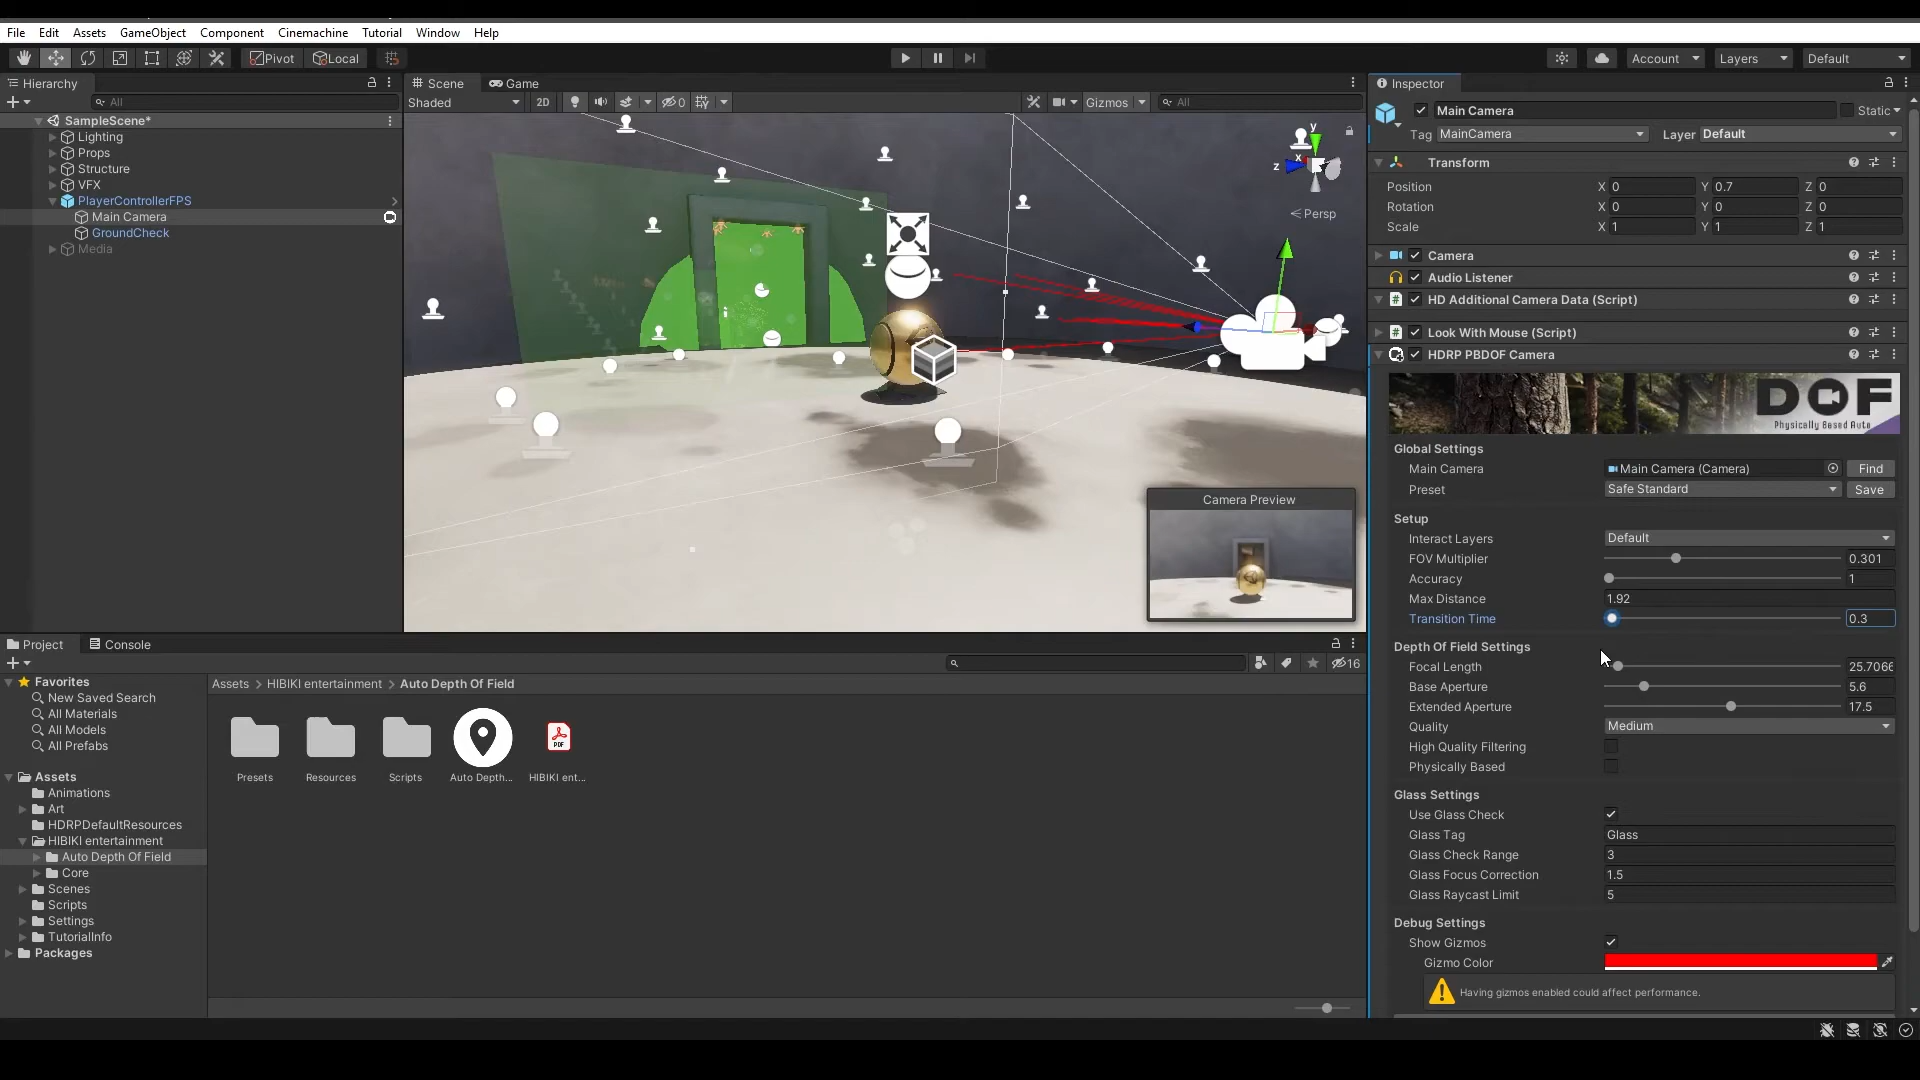 File Edit Assets GameObject Component Cinemachine Tutorial Window Help
Pivot Local Account Layers Default
Hierarchy
All
SampleScene*
Lighting
Props
Structure
VFX
PlayerControllerFPS
Main Camera
GroundCheck
Media
Scene Game
Shaded 2D 0 Gizmos All
y
x
z
Persp
Camera Preview
Inspector
Main Camera Static
Tag MainCamera Layer Default
Transform
Position X 0 Y 0.7 Z 0
Rotation X 0 Y 0 Z 0
Scale X 1 Y 1 Z 1
Camera
Audio Listener
HD Additional Camera Data (Script)
Look With Mouse (Script)
HDRP PBDOF Camera
DOF
Physically Based Auto
Global Settings
Main Camera Main Camera (Camera) Find
Preset Safe Standard Save
Setup
Interact Layers Default
FOV Multiplier 0.301
Accuracy 1
Max Distance 1.92
Transition Time 0.3
Depth Of Field Settings
Focal Length 25.7066
Base Aperture 5.6
Extended Aperture 17.5
Quality Medium
High Quality Filtering
Physically Based
Glass Settings
Use Glass Check
Glass Tag Glass
Glass Check Range 3
Glass Focus Correction 1.5
Glass Raycast Limit 5
Debug Settings
Show Gizmos
Gizmo Color
Having gizmos enabled could affect performance.
Project Console
16
Favorites
New Saved Search
All Materials
All Models
All Prefabs
Assets
Animations
Art
HDRPDefaultResources
HIBIKI entertainment
Auto Depth Of Field
Core
Scenes
Scripts
Settings
TutorialInfo
Packages
Assets > HIBIKI entertainment > Auto Depth Of Field
PDF
Presets Resources Scripts Auto Depth... HIBIKI ent...